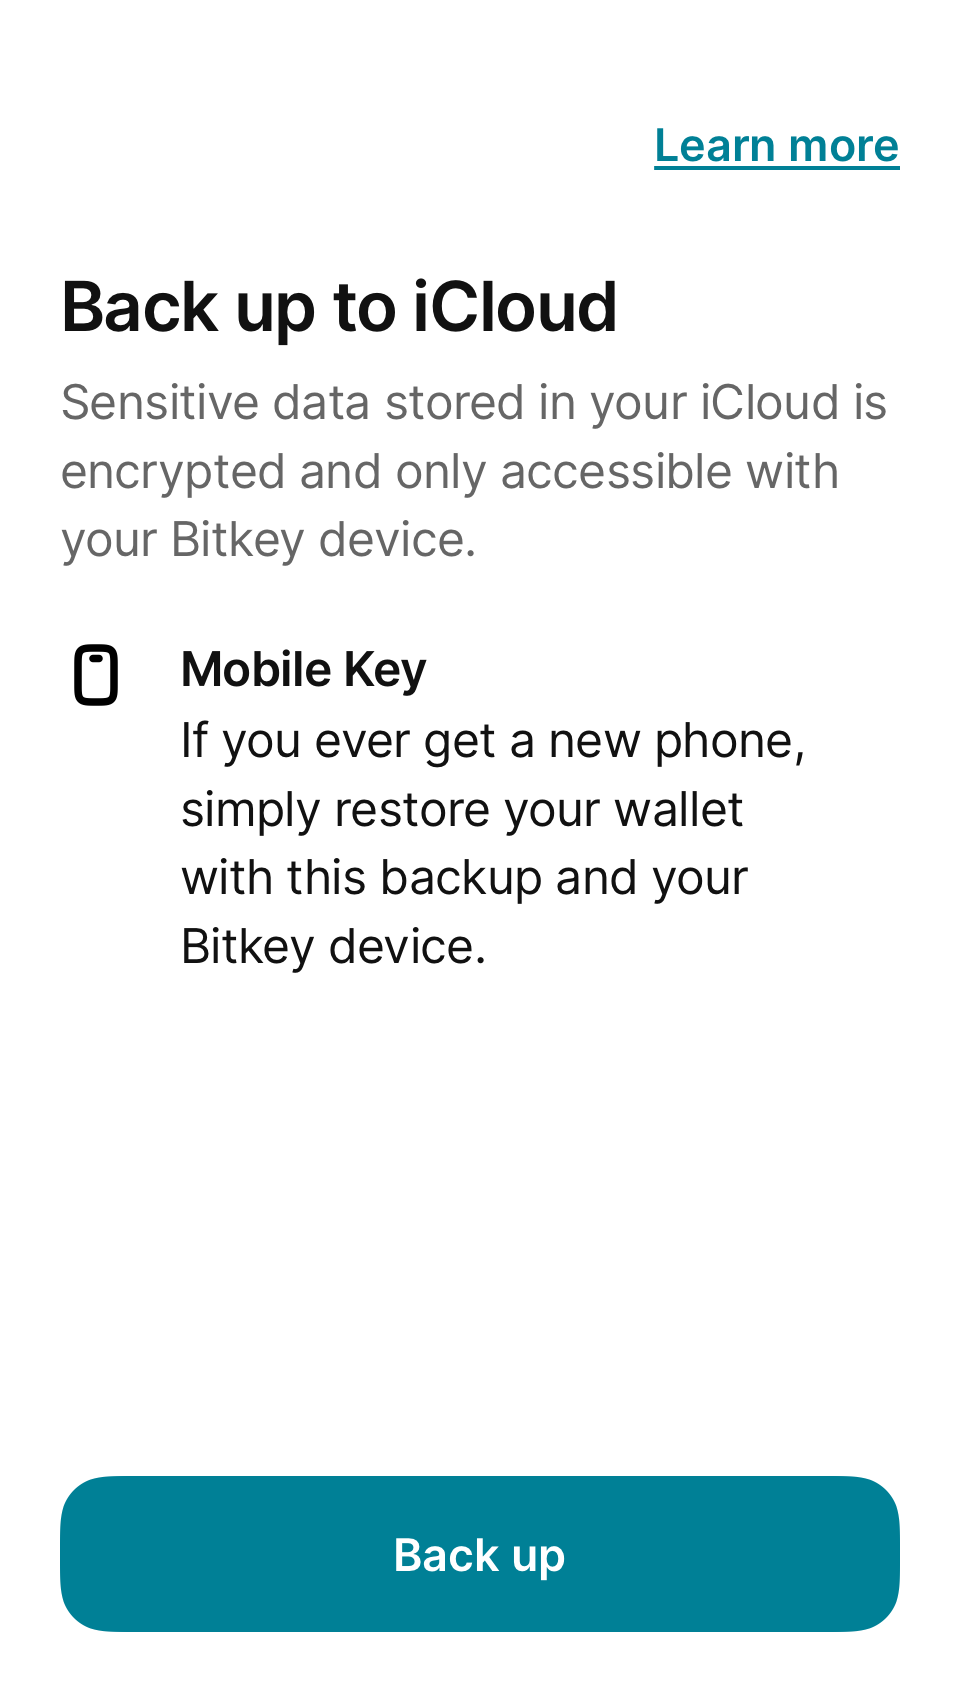 Learn more
Back up to iCloud
Sensitive data stored in your iCloud is
encrypted and only accessible with
your Bitkey device.
Mobile Key
If you ever get a new phone,
simply restore your wallet
with this backup and your
Bitkey device.
Back up